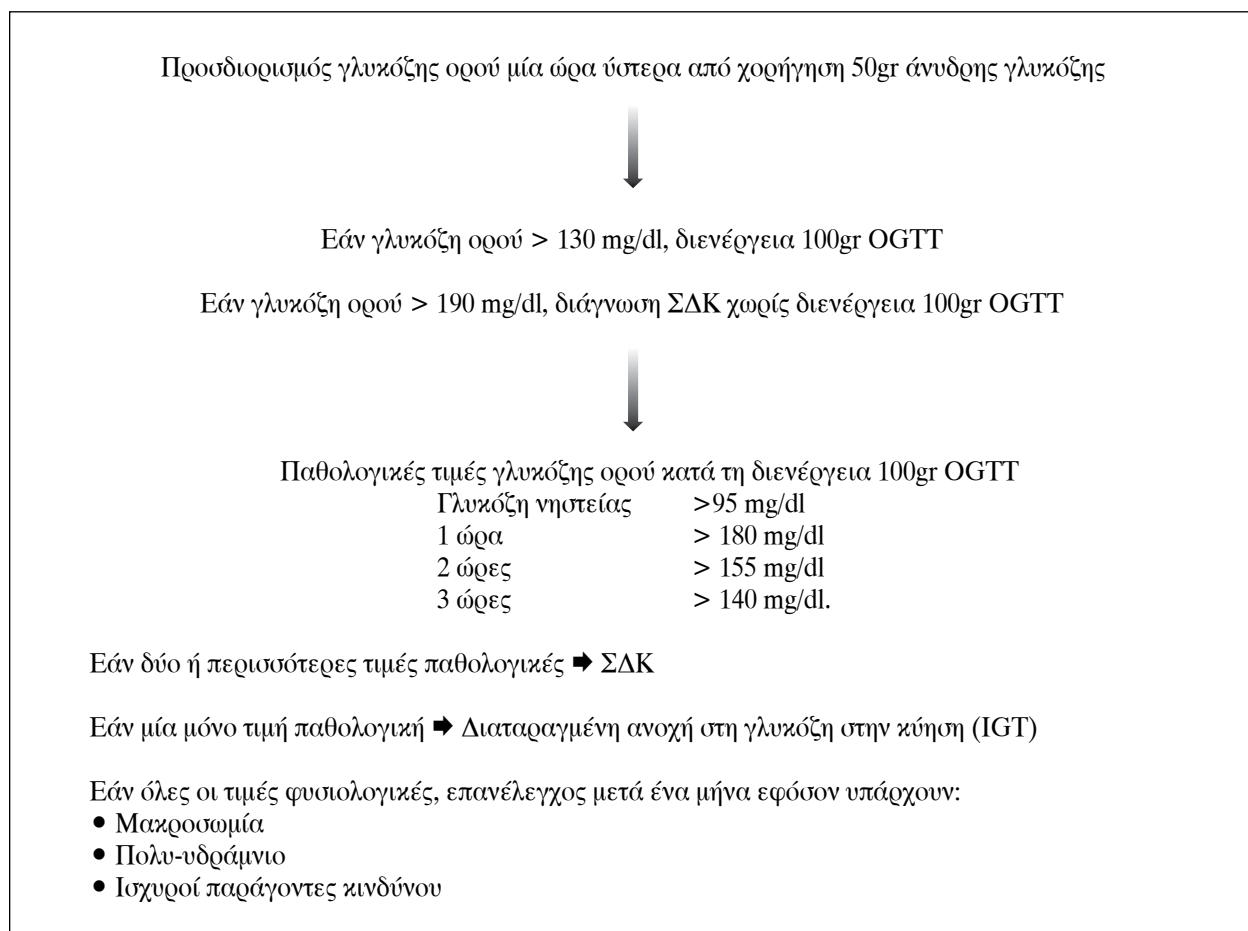 Προσδιορισμός γλυκόζης ορού μία ώρα ύστερα από χορήγηση 50gr άνυδρης γλυκόζης
Εάν γλυκόζη ορού > 130 mg/dl, διενέργεια 100gr OGTT
Εάν γλυκόζη ορού > 190 mg/dl, διάγνωση ΣΔΚ χωρίς διενέργεια 100gr OGTT
Παθολογικές τιμές γλυκόζης ορού κατά τη διενέργεια 100gr OGTT
Γλυκόζη νηστείας >95 mg/dl
1 ώρα > 180 mg/dl
2 ώρες > 155 mg/dl
3 ώρες > 140 mg/dl.
Εάν δύο ή περισσότερες τιμές παθολογικές ➨ ΣΔΚ
Εάν μία μόνο τιμή παθολογική ➨ Διαταραγμένη ανοχή στη γλυκόζη στην κύηση (IGT)
Εάν όλες οι τιμές φυσιολογικές, επανέλεγχος μετά ένα μήνα εφόσον υπάρχουν:
• Μακροσωμία
• Πολυ-υδράμνιο
• Ισχυροί παράγοντες κινδύνου